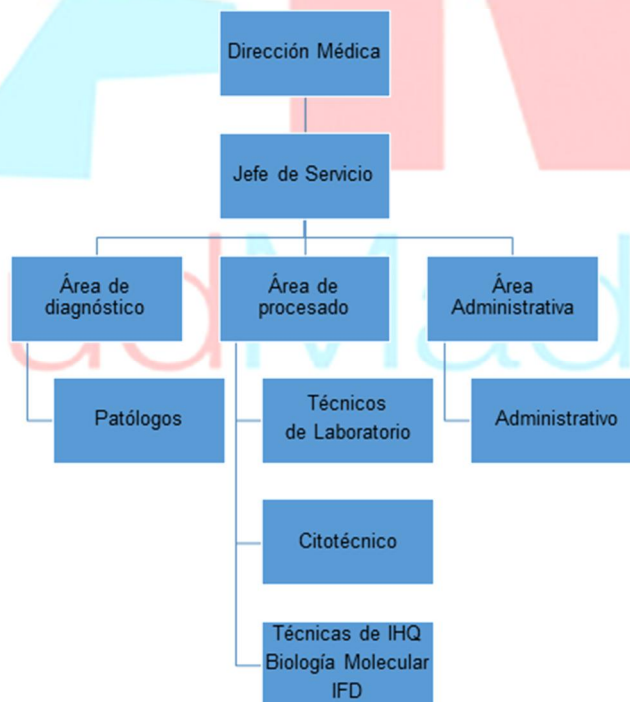 Dirección Médica
Jefe de Servicio
Área de
diagnóstico
Área de
procesado
Área
Administrativa
Patólogos
Técnicos
de Laboratorio
Administrativo
Citotécnico
Técnicas de IHQ
Biología Molecular
IFD